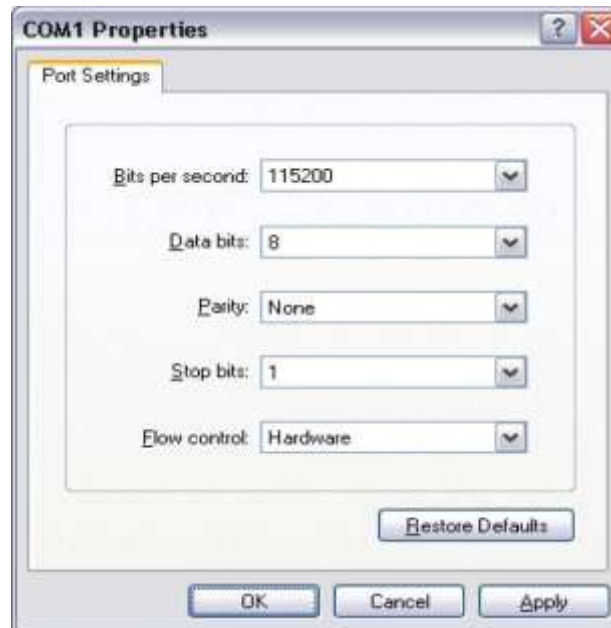 COM1 Properties
Port Settings
Bits per second: 115200
Data bits: 8
Parity: None
Stop bits: 1
Flow control: Hardware
Restore Defaults
OK Cancel Apply